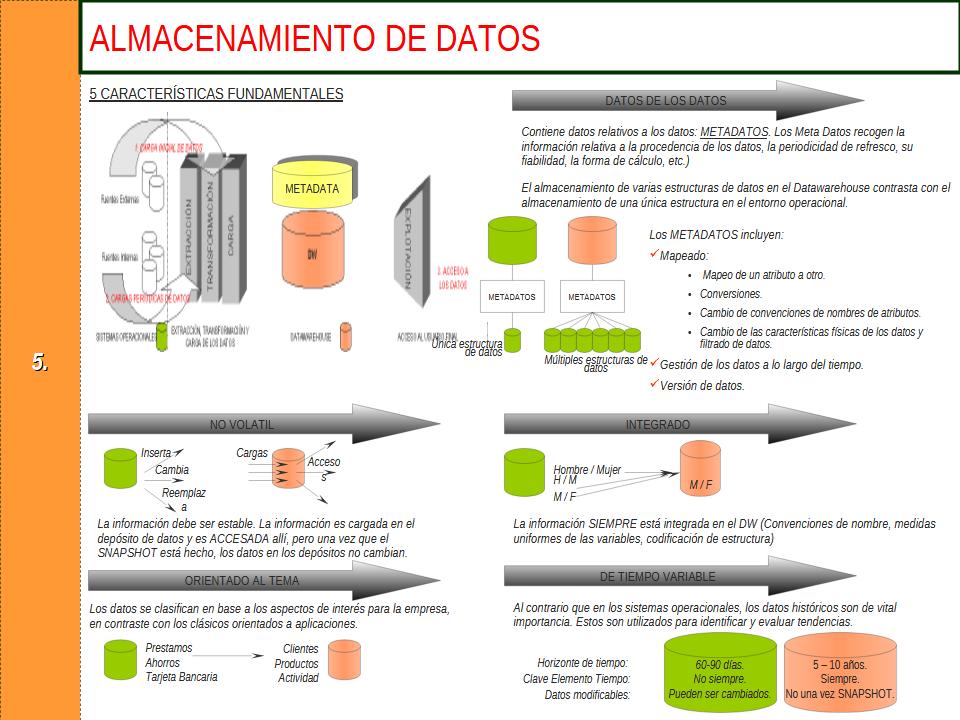 ALMACENAMIENTO DE DATOS
5.
5 CARACTERÍSTICAS FUNDAMENTALES
1. CARGA INICIAL DE DATOS
Fuentes Externas
Fuentes Internas
2. CARGAS PERIÓDICAS DE DATOS
EXTRACCIÓN
TRANSFORMACIÓN
CARGA
METADATA
DW
EXPLOTACIÓN
3. ACCESO A
LOS DATOS
SISTEMAS OPERACIONALES
EXTRACCIÓN, TRANSFORMACIÓN Y
CARGA DE LOS DATOS
DATAWAREHOUSE
ACCESO AL USUARIO FINAL
DATOS DE LOS DATOS
Contiene datos relativos a los datos: METADATOS. Los Meta Datos recogen la
información relativa a la procedencia de los datos, la periodicidad de refresco, su
fiabilidad, la forma de cálculo, etc.)
El almacenamiento de varias estructuras de datos en el Datawarehouse contrasta con el
almacenamiento de una única estructura en el entorno operacional.
METADATOS
METADATOS
Única estructura
de datos
Múltiples estructuras de
datos
Los METADATOS incluyen:
✓Mapeado:
• Mapeo de un atributo a otro.
• Conversiones.
• Cambio de convenciones de nombres de atributos.
• Cambio de las características físicas de los datos y
filtrado de datos.
✓Gestión de los datos a lo largo del tiempo.
✓Versión de datos.
NO VOLATIL
Inserta
Cambia
Reemplaz
a
Cargas
Acceso
s
La información debe ser estable. La información es cargada en el
depósito de datos y es ACCESADA allí, pero una vez que el
SNAPSHOT está hecho, los datos en los depósitos no cambian.
INTEGRADO
Hombre / Mujer
H / M
M / F
M / F
La información SIEMPRE está integrada en el DW (Convenciones de nombre, medidas
uniformes de las variables, codificación de estructura)
ORIENTADO AL TEMA
Los datos se clasifican en base a los aspectos de interés para la empresa,
en contraste con los clásicos orientados a aplicaciones.
Prestamos
Ahorros
Tarjeta Bancaria
Clientes
Productos
Actividad
DE TIEMPO VARIABLE
Al contrario que en los sistemas operacionales, los datos históricos son de vital
importancia. Estos son utilizados para identificar y evaluar tendencias.
Horizonte de tiempo:
Clave Elemento Tiempo:
Datos modificables:
60-90 días.
No siempre.
Pueden ser cambiados.
5 – 10 años.
Siempre.
No una vez SNAPSHOT.